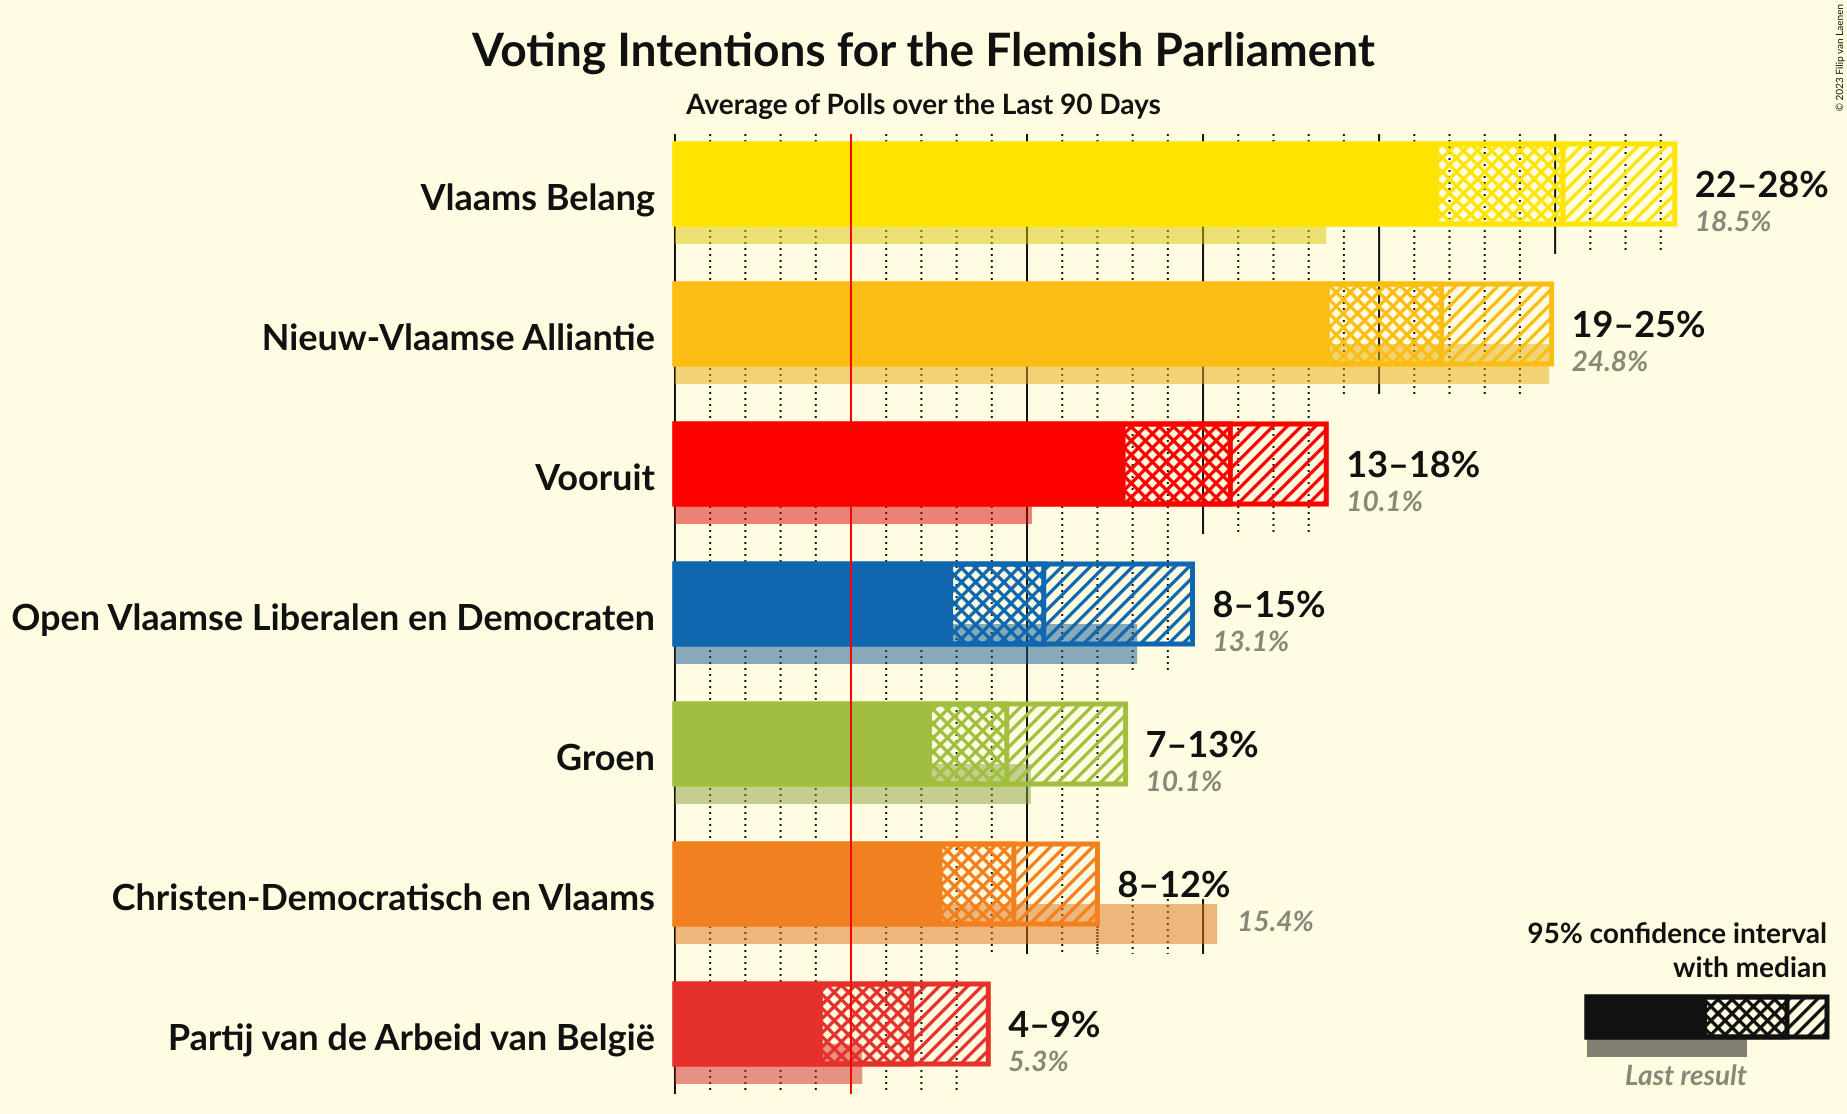 Voting Intentions for the Flemish Parliament
Average of Polls over the Last 90 Days
© 2023 Filip van Laenen
Vlaams Belang
22–28%
18.5%
Nieuw-Vlaamse Alliantie
19–25%
24.8%
Vooruit
13–18%
10.1%
Open Vlaamse Liberalen en Democraten
8–15%
13.1%
Groen
7–13%
10.1%
Christen-Democratisch en Vlaams
8–12%
15.4%
Partij van de Arbeid van België
4–9%
5.3%
95% confidence interval
with median
Last result